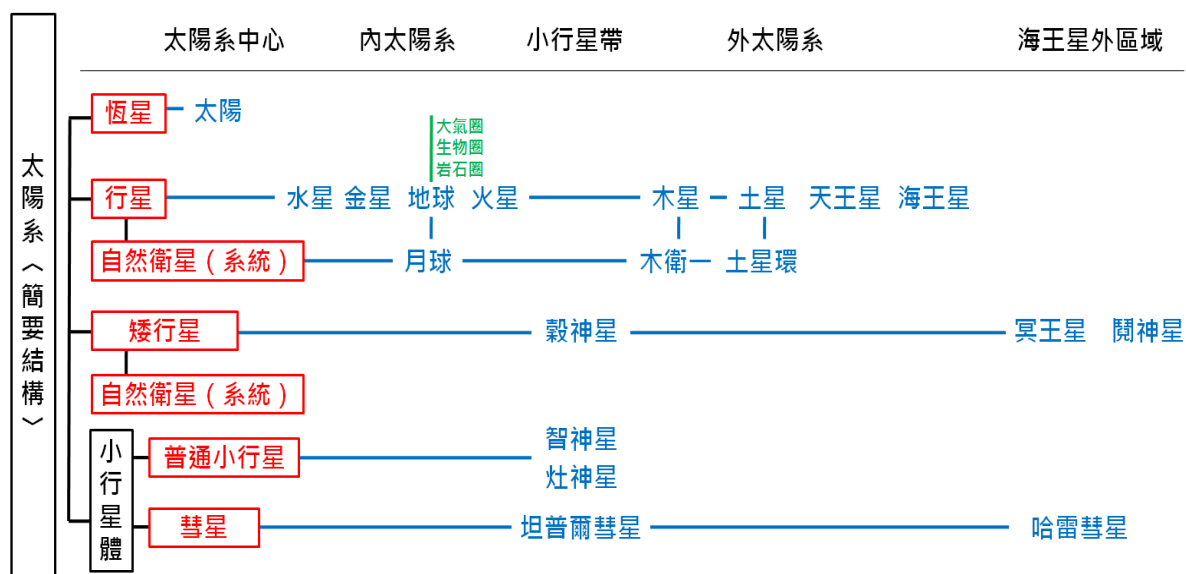 太陽系︿簡要結構﹀
太陽系中心 內太陽系 小行星帶 外太陽系 海王星外區域
恆星 太陽
大氣圈
生物圈
岩石圈
行星 水星 金星 地球 火星 木星 土星 天王星 海王星
自然衛星（系統） 月球 木衛一 土星環
矮行星 穀神星 冥王星 鬩神星
自然衛星（系統）
小行星體
普通小行星 智神星
灶神星
彗星 坦普爾彗星 哈雷彗星